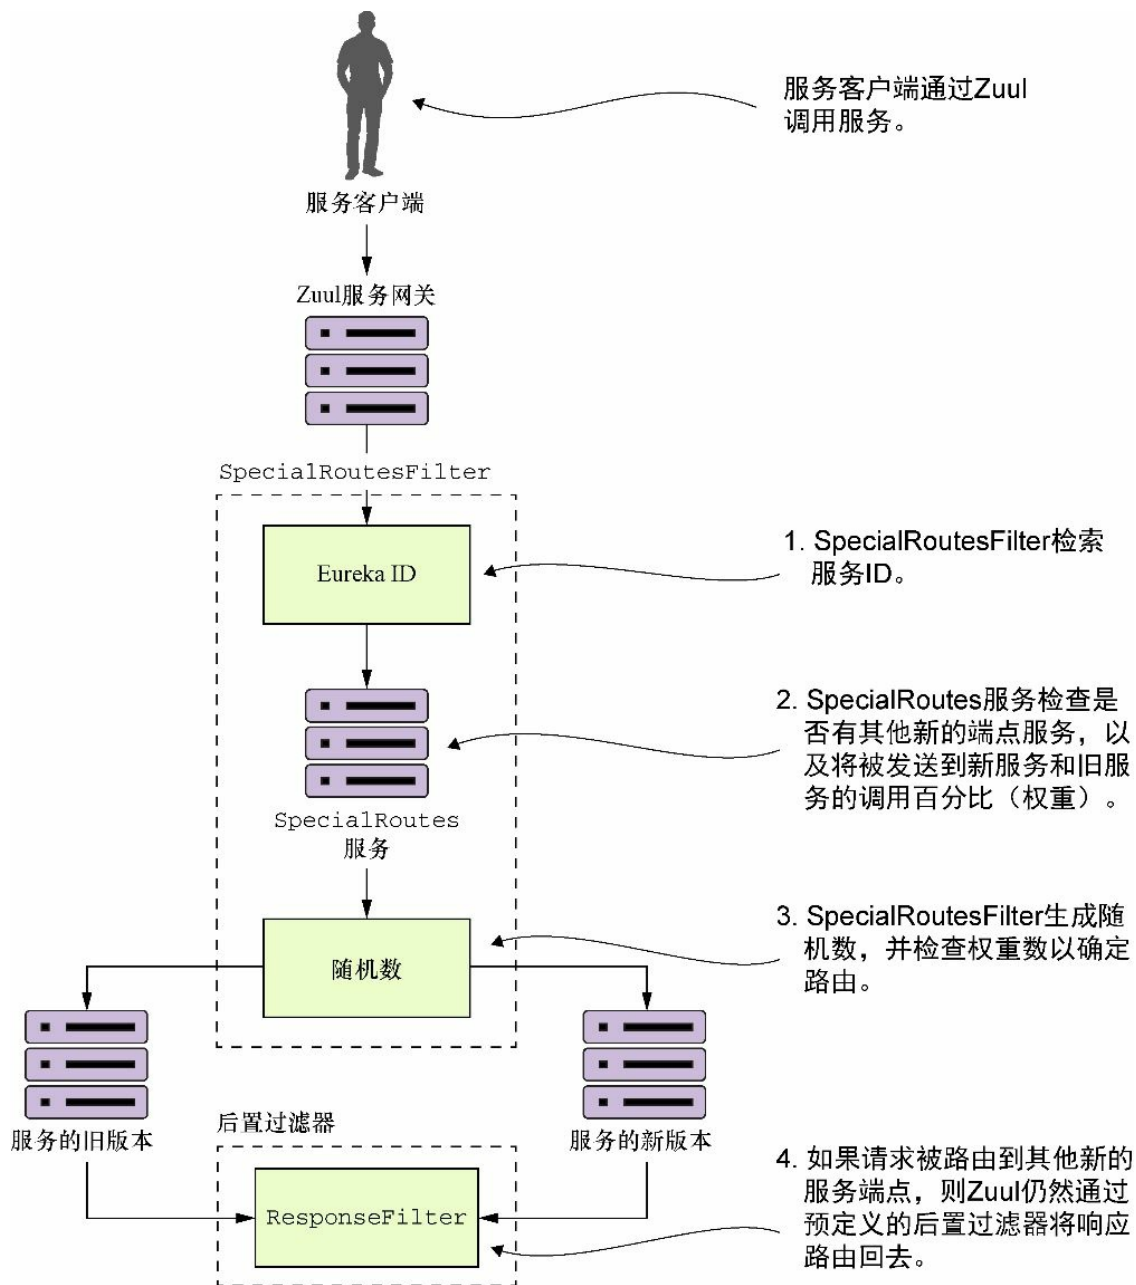 服务客户端通过Zuul
调用服务。
服务客户端
Zuul服务网关
SpecialRoutesFilter
Eureka ID
1. SpecialRoutesFilter检索
服务ID。
2. SpecialRoutes服务检查是
否有其他新的端点服务，以
及将被发送到新服务和旧服
务的调用百分比（权重）。
SpecialRoutes
服务
3. SpecialRoutesFilter生成随
机数，并检查权重数以确定
路由。
随机数
服务的旧版本
后置过滤器
服务的新版本
ResponseFilter
4. 如果请求被路由到其他新的
服务端点，则Zuul仍然通过
预定义的后置过滤器将响应
路由回去。